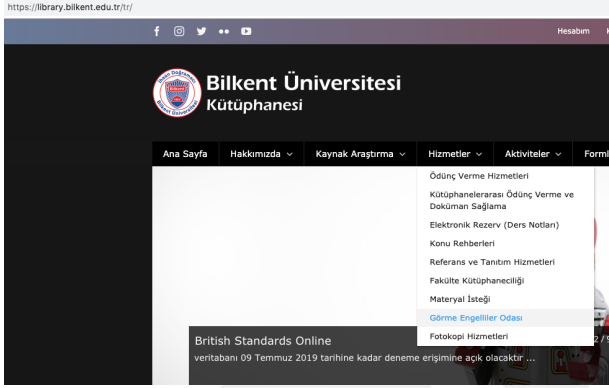 https://library.bilkent.edu.tr/tr/
Hesabım
Bilkent Üniversitesi
Kütüphanesi
Ana Sayfa Hakkımızda Kaynak Araştırma Hizmetler Aktiviteler Forml
Ödünç Verme Hizmetleri
Kütüphanelerarası Ödünç Verme ve
Doküman Sağlama
Elektronik Rezerv (Ders Notları)
Konu Rehberleri
Referans ve Tanıtım Hizmetleri
Fakülte Kütüphaneciliği
Materyal İsteği
Görme Engelliler Odası
Fotokopi Hizmetleri
British Standards Online
2 / 9
veritabanı 09 Temmuz 2019 tarihine kadar deneme erişimine açık olacaktır ...